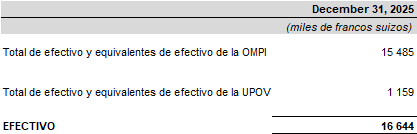 December 31, 2025
(miles de francos suizos)
Total de efectivo y equivalentes de efectivo de la OMPI 15 485
Total de efectivo y equivalentes de efectivo de la UPOV 1 159
EFECTIVO 16 644